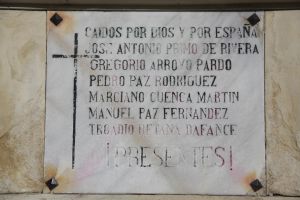 CAIDOS POR DIOS Y POR ESPAÑA
JOSE ANTONIO PRIMO DE RIVERA
GREGORIO ARROYO PARDO
PEDRO PAZ RODRIGUEZ
MARCIANO CUENCA MARTIN
MANUEL PAZ FERNANDEZ
TROADIO
¡PRESENTES!